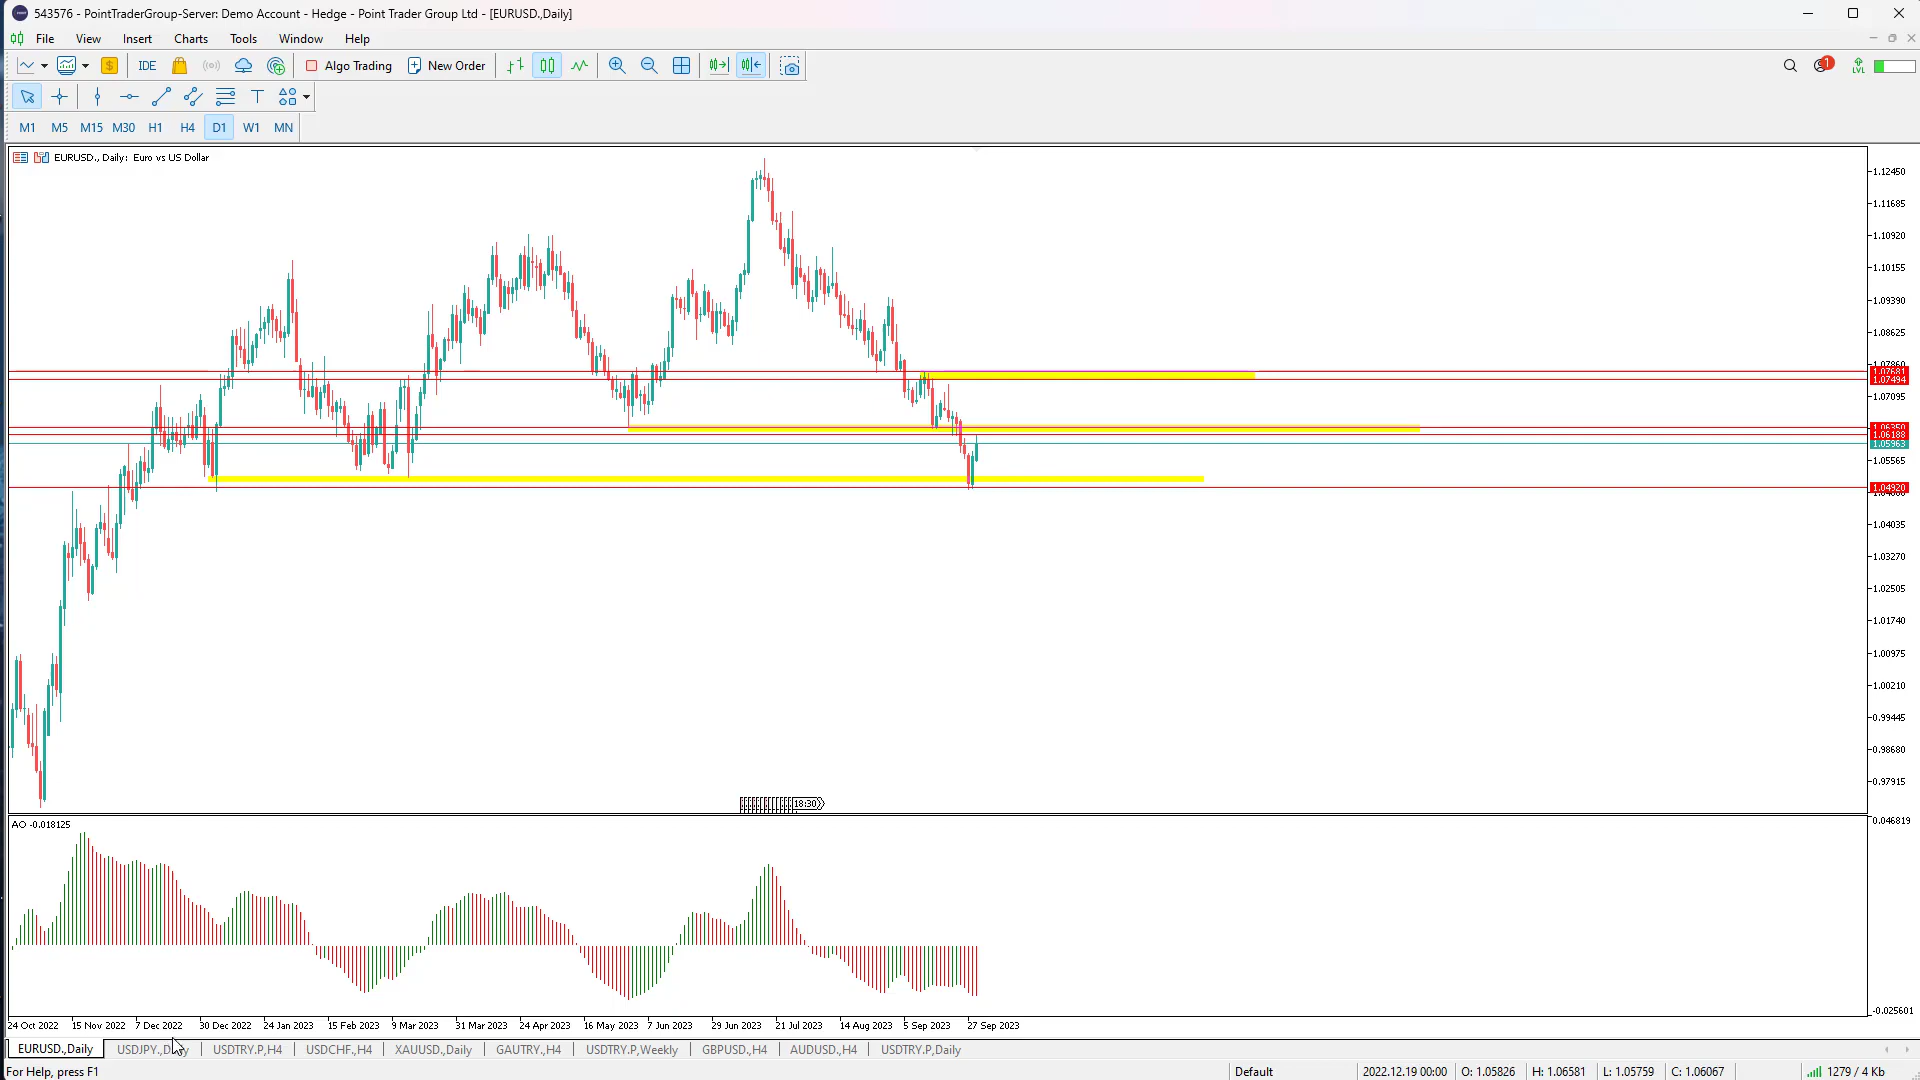 543576 - PointTraderGroup-Server: Demo Account - Hedge - Point Trader Group Ltd - [EURUSD.,Daily]
File View Insert Charts Tools Window Help
IDE Algo Trading New Order 1 LVL
M1 M5 M15 M30 H1 H4 D1 W1 MN
EURUSD., Daily: Euro vs US Dollar
1.12450
1.11685
1.10920
1.10155
1.09390
1.08625
1.07681
1.07494
1.07095
1.06188
1.05963
1.05565
1.04920
1.04035
1.03270
1.02505
1.01740
1.00975
1.00210
0.99445
0.98680
0.97915
18:30
AO -0.018125
0.046819
-0.025601
24 Oct 2022 15 Nov 2022 7 Dec 2022 30 Dec 2022 24 Jan 2023 15 Feb 2023 9 Mar 2023 31 Mar 2023 24 Apr 2023 16 May 2023 7 Jun 2023 29 Jun 2023 21 Jul 2023 14 Aug 2023 5 Sep 2023 27 Sep 2023
EURUSD.,Daily USDJPY.,Daily USDTRY.P,H4 USDCHF.,H4 XAUUSD.,Daily GAUTRY.,H4 USDTRY.P,Weekly GBPUSD.,H4 AUDUSD.,H4 USDTRY.P,Daily
For Help, press F1 Default 2022.12.19 00:00 O: 1.05826 H: 1.06581 L: 1.05759 C: 1.06067 1279 / 4 Kb